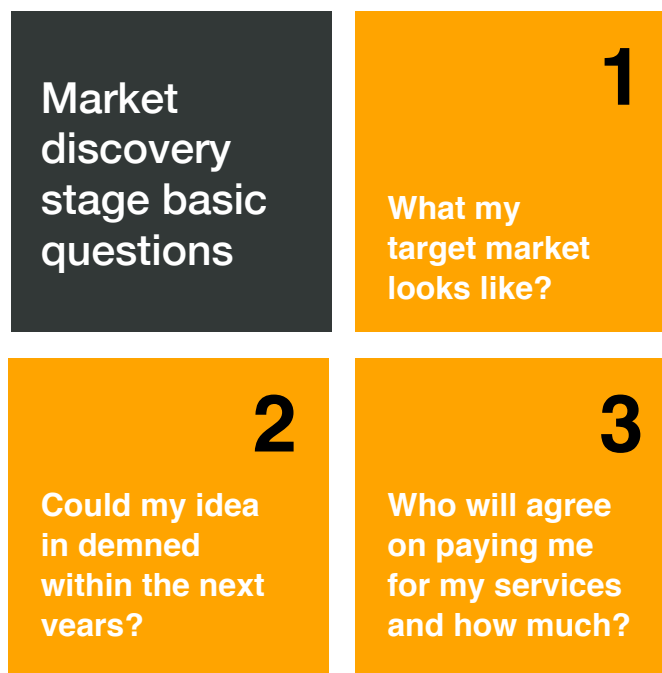 Market
discovery
stage basic
questions
1
What my
target market
looks like?
2
Could my idea
in demned
within the next
vears?
3
Who will agree
on paying me
for my services
and how much?